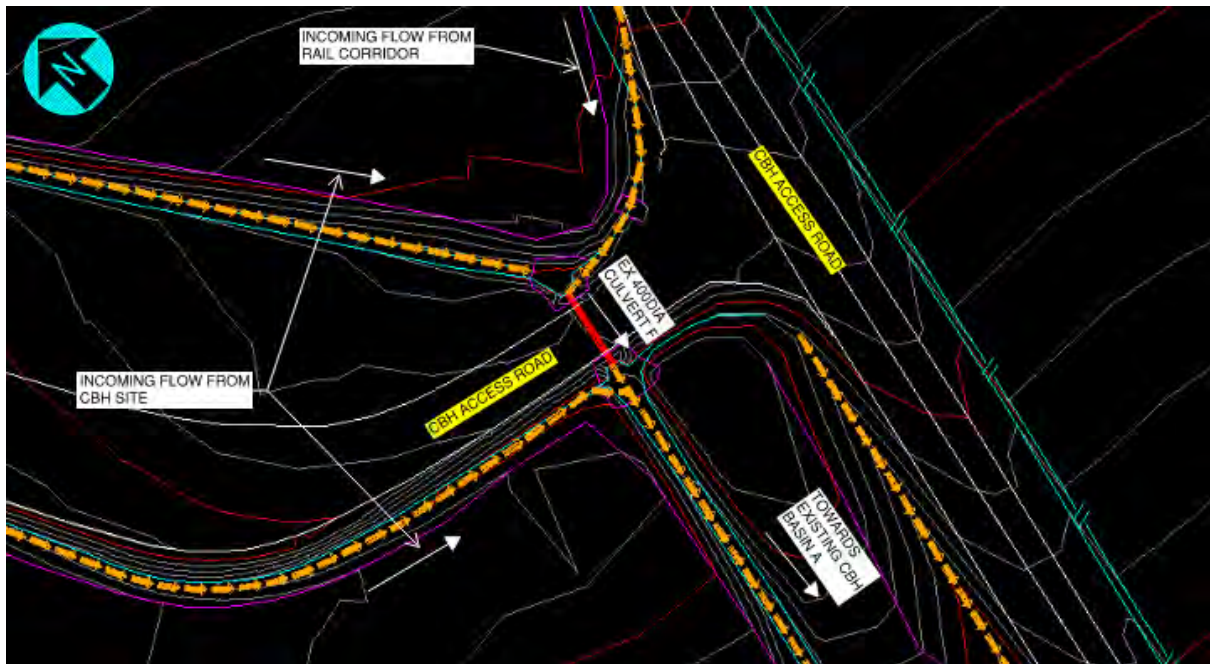 N
INCOMING FLOW FROM
RAIL CORRIDOR
CBH ACCESS ROAD
EX 400DIA
CULVERT F
INCOMING FLOW FROM
CBH SITE
CBH ACCESS ROAD
TOWARDS
EXISTING CBH
BASIN A